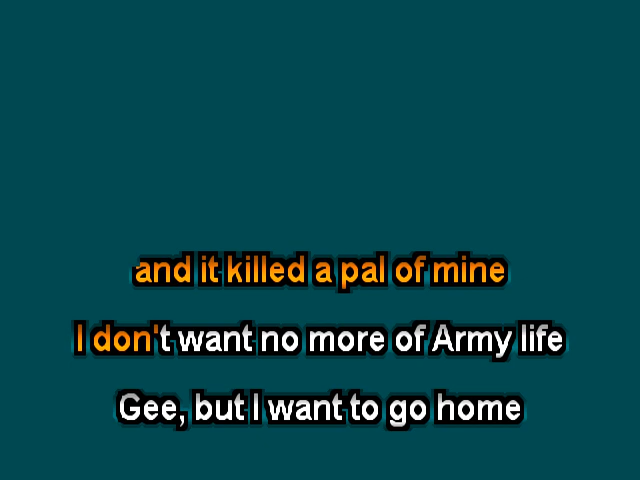 and it killed a pal of mine
I don't want no more of Army life
Gee, but I want to go home